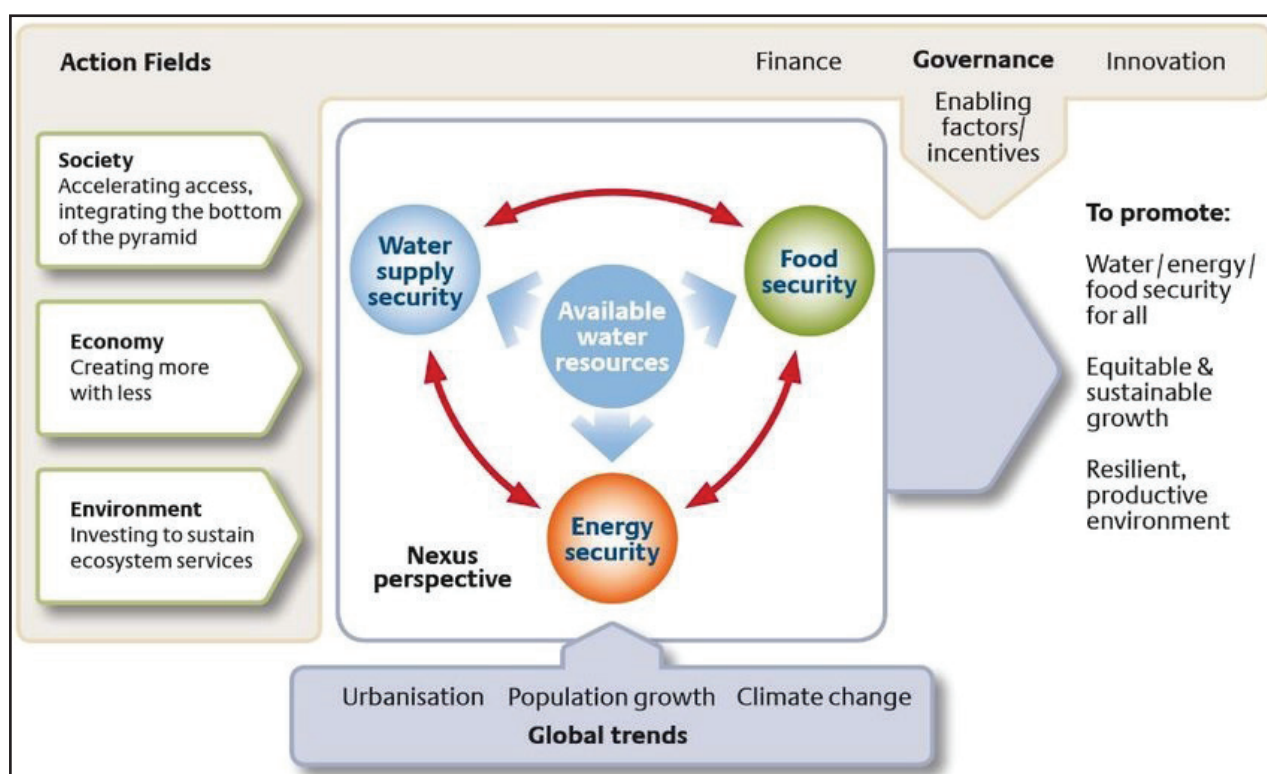 Action Fields
Finance
Governance
Innovation
Enabling
factors/
incentives
Society
Accelerating access,
integrating the bottom
of the pyramid
Economy
Creating more
with less
Environment
Investing to sustain
ecosystem services
Water
supply
security
Food
security
Available
water
resources
Energy
security
Nexus
perspective
To promote:
Water / energy /
food security
for all
Equitable &
sustainable
growth
Resilient,
productive
environment
Urbanisation
Population growth
Climate change
Global trends